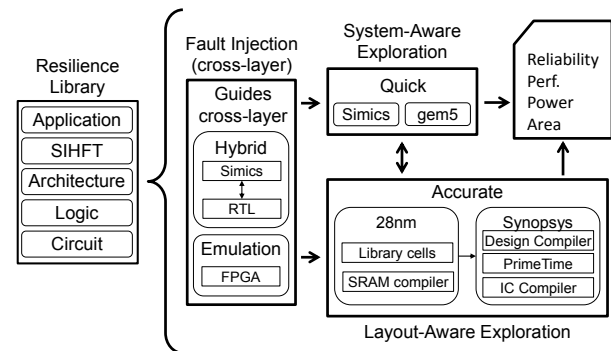 Resilience
Library
Application
SIHFT
Architecture
Logic
Circuit
Fault Injection
(cross-layer)
Guides
cross-layer
Hybrid
Simics
RTL
Emulation
FPGA
System-Aware
Exploration
Quick
Simics
gem5
Reliability
Perf.
Power
Area
Accurate
28nm
Library cells
SRAM compiler
Synopsys
Design Compiler
PrimeTime
IC Compiler
Layout-Aware Exploration